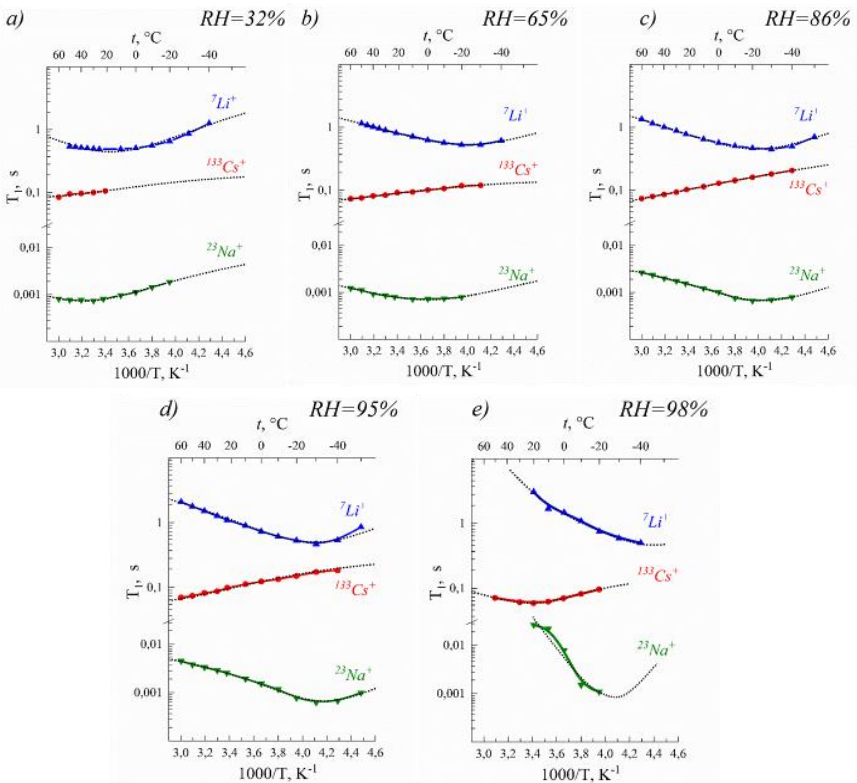 a) RH=32%
t, °C
60 40 20 0 -20 -40
1
0,1
0,01
0,001
T₁, s
⁷Li⁺
¹³³Cs⁺
²³Na⁺
3,0 3,2 3,4 3,6 3,8 4,0 4,2 4,4 4,6
1000/T, K⁻¹
b) RH=65%
t, °C
60 40 20 0 -20 -40
1
0,1
0,01
0,001
T₁, s
⁷Li⁺
¹³³Cs⁺
²³Na⁺
3,0 3,2 3,4 3,6 3,8 4,0 4,2 4,4 4,6
1000/T, K⁻¹
c) RH=86%
t, °C
60 40 20 0 -20 -40
1
0,1
0,01
0,001
T₁, s
⁷Li⁺
¹³³Cs⁺
²³Na⁺
3,0 3,2 3,4 3,6 3,8 4,0 4,2 4,4 4,6
1000/T, K⁻¹
d) RH=95%
t, °C
60 40 20 0 -20 -40
1
0,1
0,01
0,001
T₁, s
⁷Li⁺
¹³³Cs⁺
²³Na⁺
3,0 3,2 3,4 3,6 3,8 4,0 4,2 4,4 4,6
1000/T, K⁻¹
e) RH=98%
t, °C
60 40 20 0 -20 -40
1
0,1
0,01
0,001
T₁, s
⁷Li⁺
¹³³Cs⁺
²³Na⁺
3,0 3,2 3,4 3,6 3,8 4,0 4,2 4,4 4,6
1000/T, K⁻¹